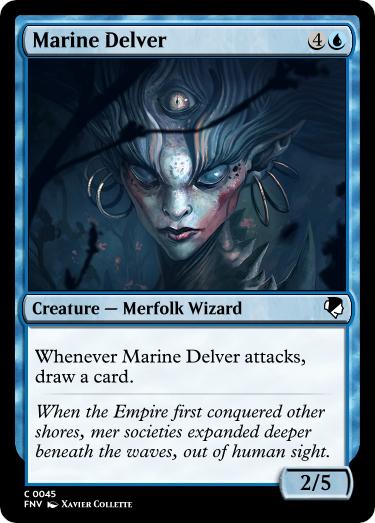 Marine Delver 4
Creature — Merfolk Wizard
Whenever Marine Delver attacks,
draw a card.
When the Empire first conquered other
shores, mer societies expanded deeper
beneath the waves, out of human sight.
2/5
C 0045
FNV Xavier Collette